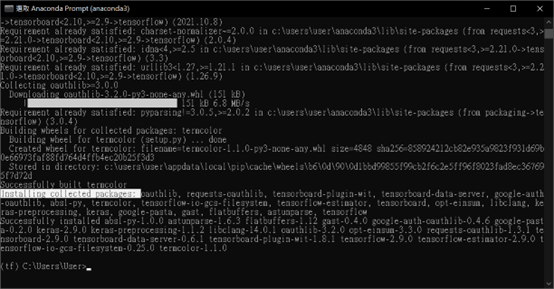 選取 Anaconda Prompt (anaconda3)
->tensorboard<2.10,>=2.9->tensorflow) (2021.10.8)
Requirement already satisfied: charset-normalizer~=2.0.0 in c:\users\user\anaconda3\lib\site-packages (from requests<3,>
=2.21.0->tensorboard<2.10,>=2.9->tensorflow) (2.0.4)
Requirement already satisfied: idna<4,>=2.5 in c:\users\user\anaconda3\lib\site-packages (from requests<3,>=2.21.0->tens
orboard<2.10,>=2.9->tensorflow) (3.3)
Requirement already satisfied: urllib3<1.27,>=1.21.1 in c:\users\user\anaconda3\lib\site-packages (from requests<3,>=2.2
1.0->tensorboard<2.10,>=2.9->tensorflow) (1.26.9)
Collecting oauthlib>=3.0.0
Downloading oauthlib-3.2.0-py3-none-any.whl (151 kB)
151 kB 6.8 MB/s
Requirement already satisfied: pyparsing!=3.0.5,>=2.0.2 in c:\users\user\anaconda3\lib\site-packages (from packaging->te
nsorflow) (3.0.4)
Building wheels for collected packages: termcolor
Building wheel for termcolor (setup.py) ... done
Created wheel for termcolor: filename=termcolor-1.1.0-py3-none-any.whl size=4848
Stored in directory: c:\users\user\appdata\local\pip\cache\wheels
Successfully built termcolor
Installing collected packages: oauthlib, requests-oauthlib, tensorboard-plugin-wit, tensorboard-data-server, google-auth
-oauthlib, absl-py, termcolor, tensorflow-io-gcs-filesystem, tensorflow-estimator, tensorboard, opt-einsum, libclang, ke
ras-preprocessing, keras, google-pasta, gast, flatbuffers, astunparse, tensorflow
Successfully installed absl-py-1.0.0 astunparse-1.6.3 flatbuffers-1.12 gast-0.4.0 google-auth-oauthlib-0.4.6 google-past
a-0.2.0 keras-2.9.0 keras-preprocessing-1.1.2 libclang-14.0.1 oauthlib-3.2.0 opt-einsum-3.3.0 requests-oauthlib-1.3.1 te
nsorboard-2.9.0 tensorboard-data-server-0.6.1 tensorboard-plugin-wit-1.8.1 tensorflow-2.9.0 tensorflow-estimator-2.9.0 t
ensorflow-io-gcs-filesystem-0.25.0 termcolor-1.1.0
(tf) C:\Users\User>